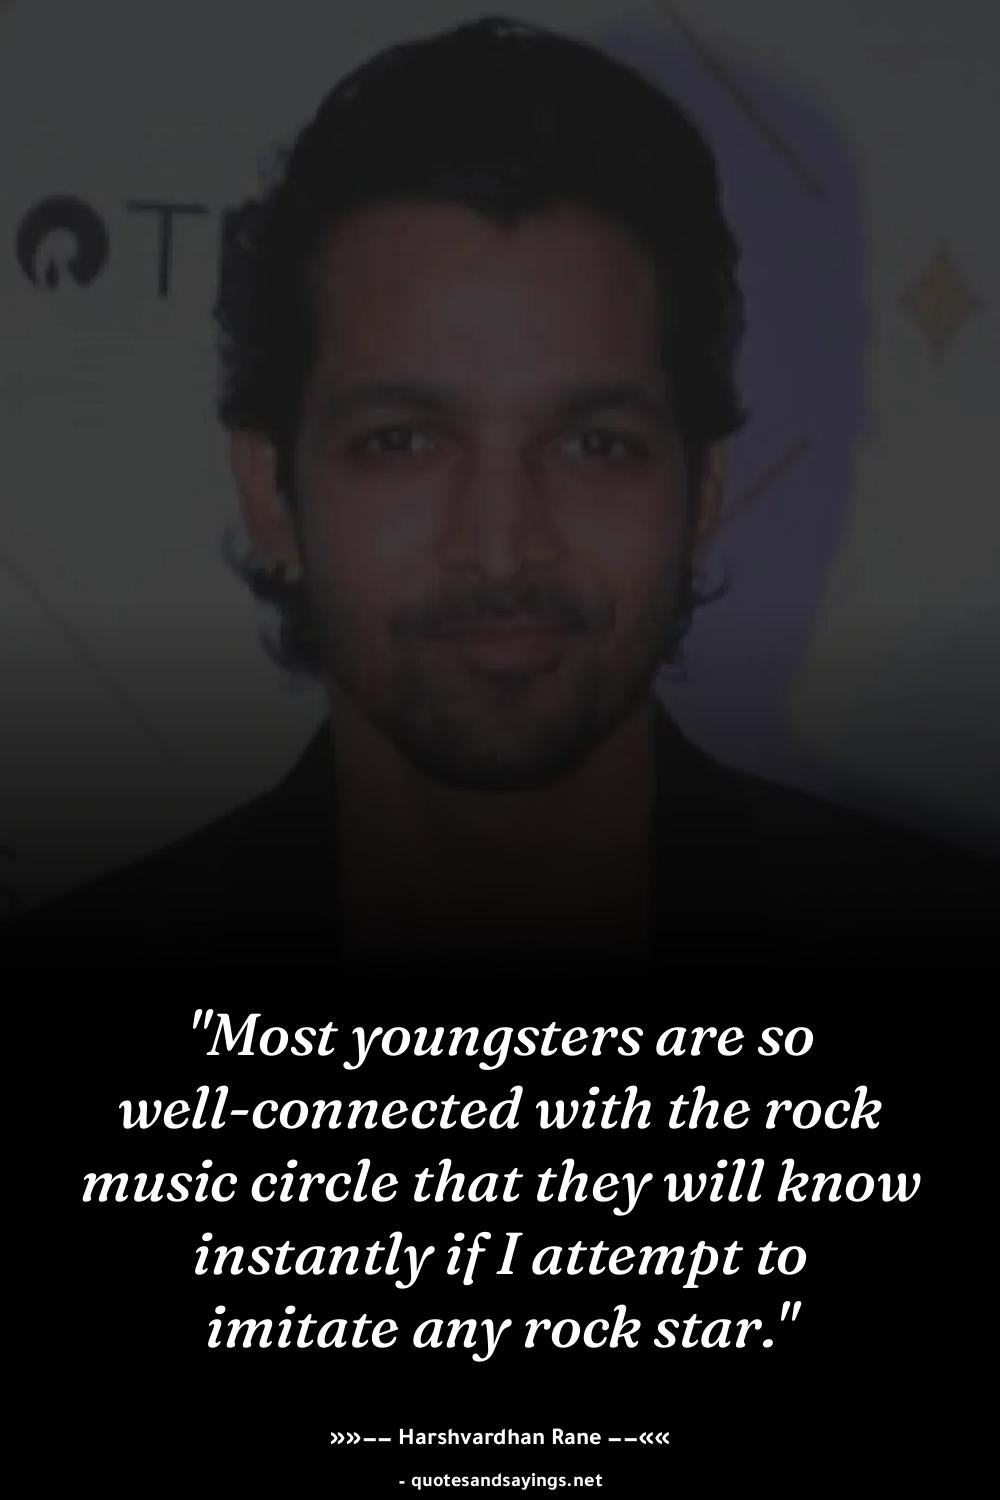 T
"Most youngsters are so
well-connected with the rock
music circle that they will know
instantly if I attempt to
imitate any rock star."
»»−− Harshvardhan Rane −−««
- quotesandsayings.net